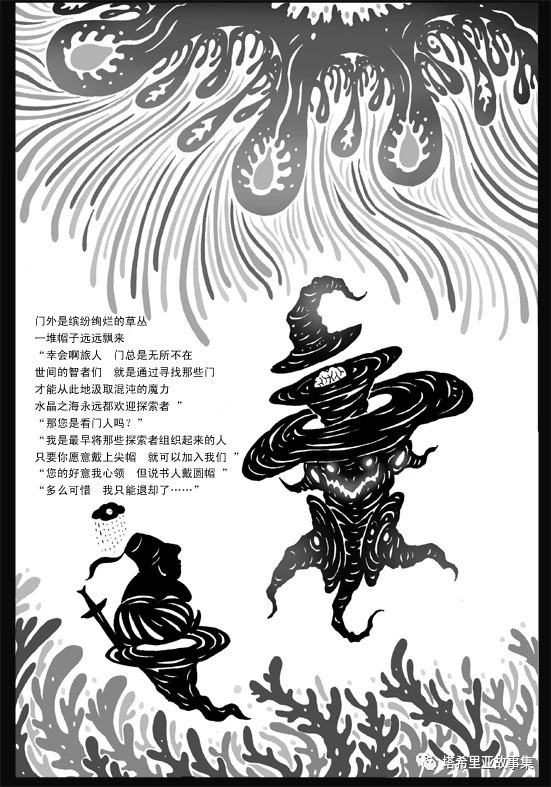 门外是缤纷绚烂的草丛
一堆帽子远远飘来
“幸会啊旅人 门总是无所不在
世间的智者们 就是通过寻找那些门
才能从此地汲取混沌的魔力
水晶之海永远都欢迎探索者 ”
“那您是看门人吗？”
“我是最早将那些探索者组织起来的人
只要你愿意戴上尖帽 就可以加入我们 ”
“您的好意我心领 但说书人戴圆帽 ”
“多么可惜 我只能退却了……”
塔希里亚故事集